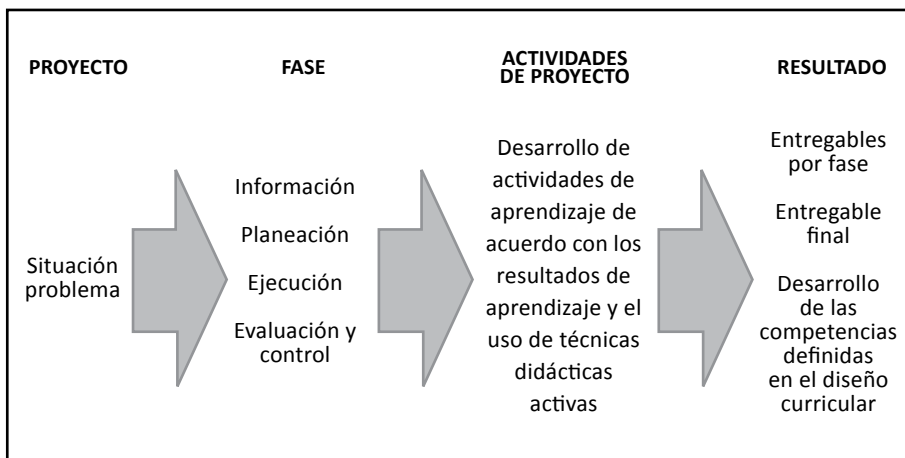 PROYECTO
Situación
problema
FASE
Información
Planeación
Ejecución
Evaluación y
control
ACTIVIDADES
DE PROYECTO
Desarrollo de
actividades de
aprendizaje de
acuerdo con los
resultados de
aprendizaje y el
uso de técnicas
didácticas
activas
RESULTADO
Entregables
por fase
Entregable
final
Desarrollo
de las
competencias
definidas
en el diseño
curricular